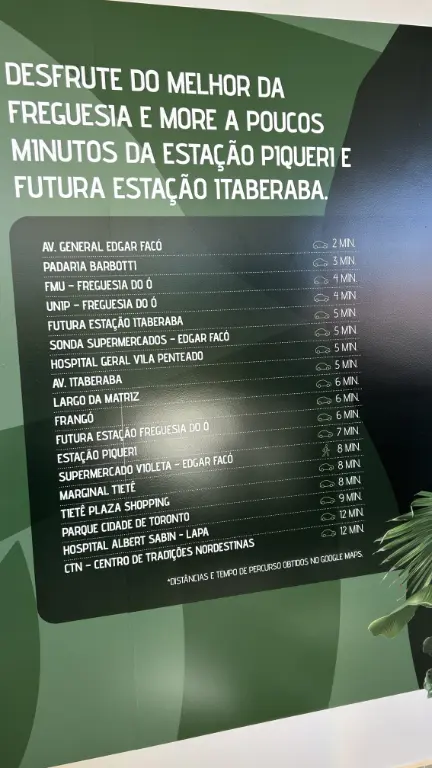 DESFRUTE DO MELHOR DA
FREGUESIA E MORE A POUCOS
MINUTOS DA ESTAÇÃO PIQUERI E
FUTURA ESTAÇÃO ITABERABA.
AV. GENERAL EDGAR FACÓ 2 MIN.
PADARIA BARBOTTI 3 MIN.
FMU - FREGUESIA DO Ó 4 MIN.
UNIP - FREGUESIA DO Ó 4 MIN.
FUTURA ESTAÇÃO ITABERABA 5 MIN.
SONDA SUPERMERCADOS - EDGAR FACÓ 5 MIN.
HOSPITAL GERAL VILA PENTEADO 5 MIN.
AV. ITABERABA 5 MIN.
LARGO DA MATRIZ 6 MIN.
FRANGÓ 6 MIN.
FUTURA ESTAÇÃO FREGUESIA DO Ó 6 MIN.
ESTAÇÃO PIQUERI 7 MIN.
SUPERMERCADO VIOLETA - EDGAR FACÓ 8 MIN.
MARGINAL TIETÊ 8 MIN.
TIETÊ PLAZA SHOPPING 8 MIN.
PARQUE CIDADE DE TORONTO 9 MIN.
HOSPITAL ALBERT SABIN - LAPA 12 MIN.
CTN - CENTRO DE TRADIÇÕES NORDESTINAS 12 MIN.
*DISTÂNCIAS E TEMPO DE PERCURSO OBTIDOS NO GOOGLE MAPS.